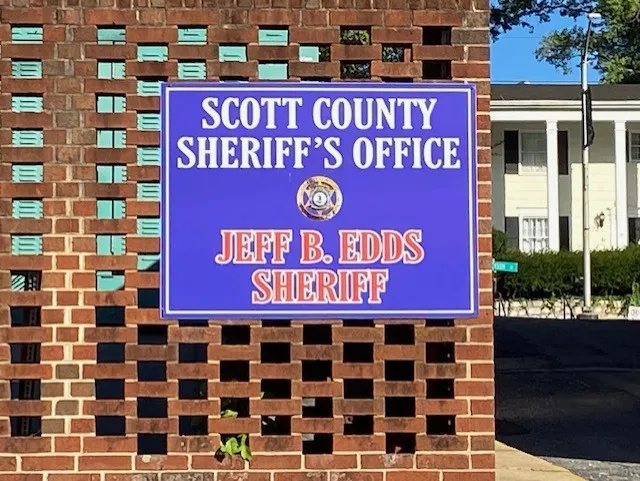 SCOTT COUNTY
SHERIFF'S OFFICE
JEFF B. EDDS
SHERIFF